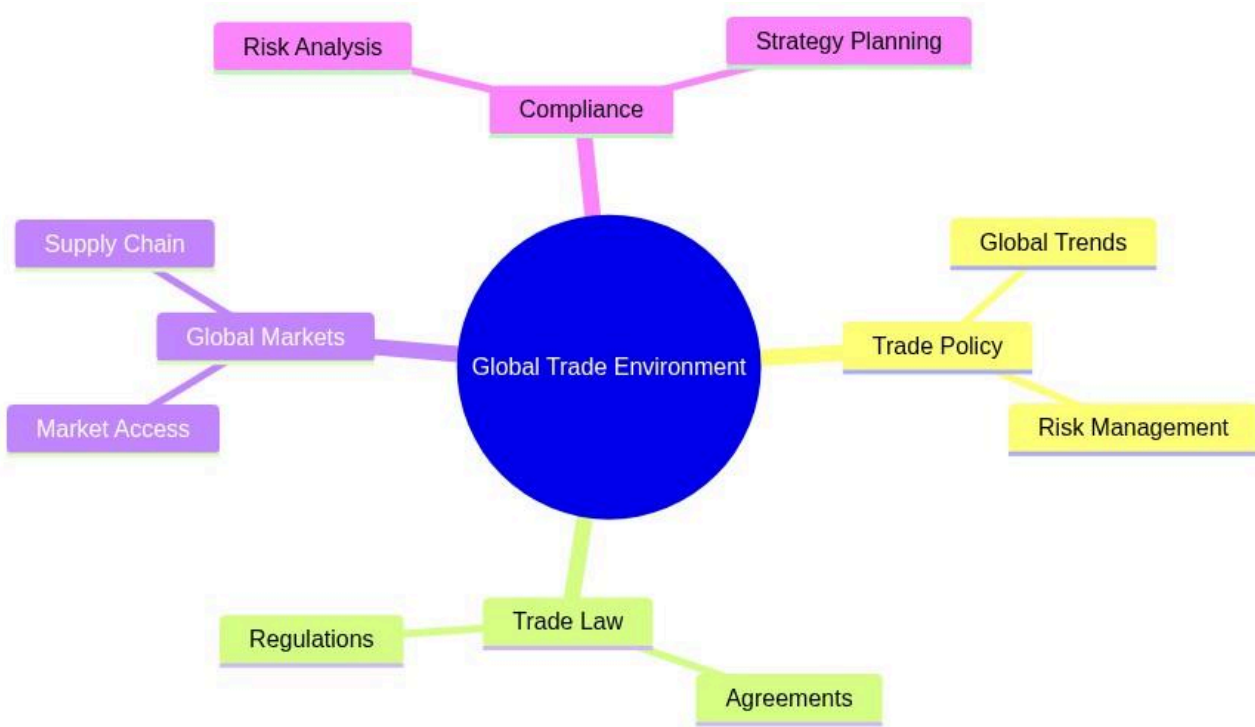 Risk Analysis
Strategy Planning
Compliance
Supply Chain
Global Trends
Global Markets
Trade Policy
Global Trade Environment
Market Access
Risk Management
Trade Law
Regulations
Agreements